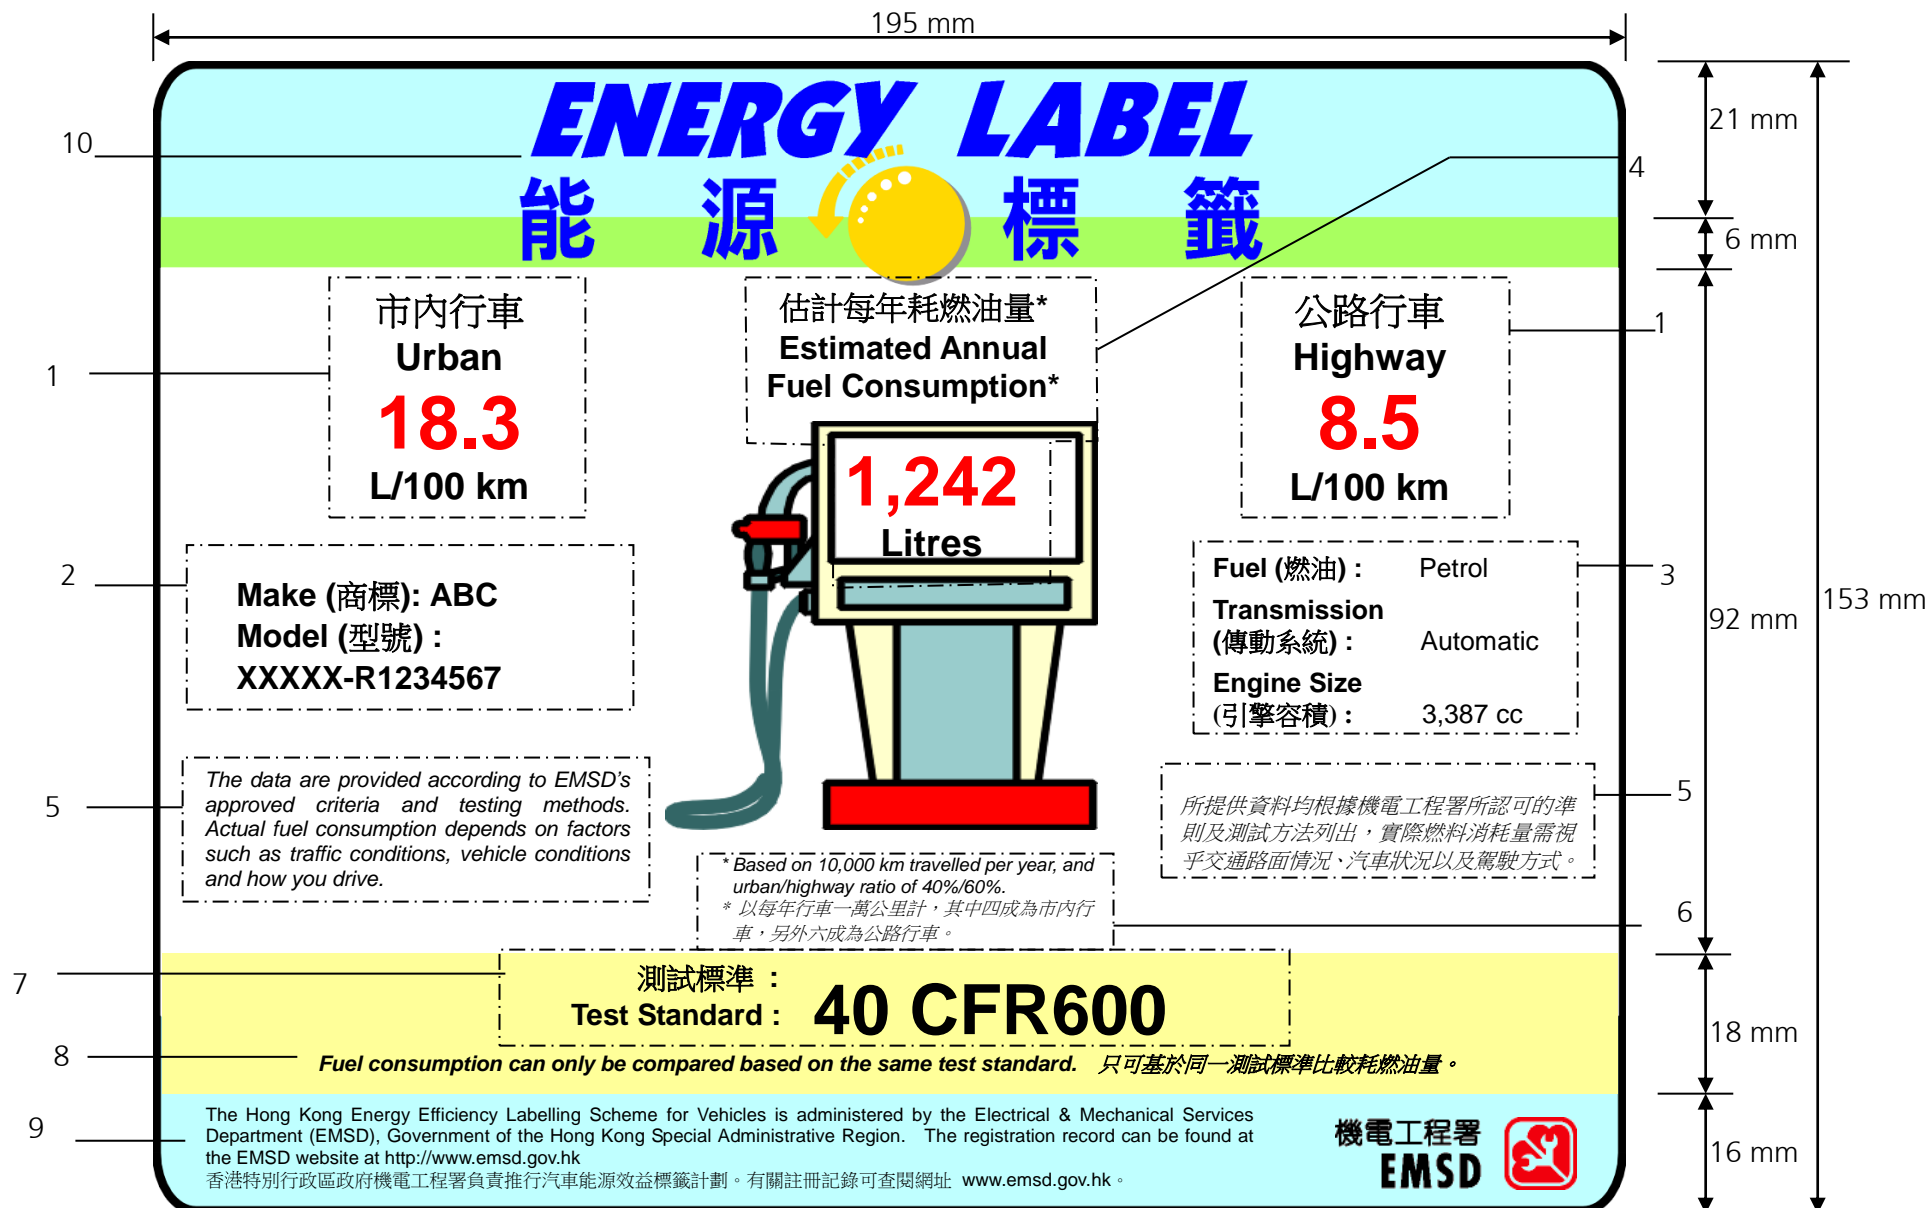 195 mm
ENERGY LABEL
能源標籤
10
4
21 mm
6 mm
市內行車
Urban
18.3
L/100 km
1
估計每年耗燃油量*
Estimated Annual
Fuel Consumption*
1,242
Litres
公路行車
Highway
8.5
L/100 km
1
2
Make (商標): ABC
Model (型號) :
XXXXX-R1234567
Fuel (燃油) : Petrol
Transmission
(傳動系統) : Automatic
Engine Size
(引擎容積) : 3,387 cc
3
92 mm
153 mm
5
The data are provided according to EMSD's
approved criteria and testing methods.
Actual fuel consumption depends on factors
such as traffic conditions, vehicle conditions
and how you drive.
所提供資料均根據機電工程署所認可的準
則及測試方法列出，實際燃料消耗量需視
乎交通路面情況、汽車狀況以及駕駛方式。
5
* Based on 10,000 km travelled per year, and
urban/highway ratio of 40%/60%.
* 以每年行車一萬公里計，其中四成為市內行
車，另外六成為公路行車。
6
7
測試標準 :
Test Standard : 40 CFR600
18 mm
8
Fuel consumption can only be compared based on the same test standard. 只可基於同一測試標準比較耗燃油量。
9
The Hong Kong Energy Efficiency Labelling Scheme for Vehicles is administered by the Electrical & Mechanical Services
Department (EMSD), Government of the Hong Kong Special Administrative Region. The registration record can be found at
the EMSD website at http://www.emsd.gov.hk
香港特別行政區政府機電工程署負責推行汽車能源效益標籤計劃。有關註冊記錄可查閱網址 www.emsd.gov.hk。
機電工程署
EMSD
16 mm